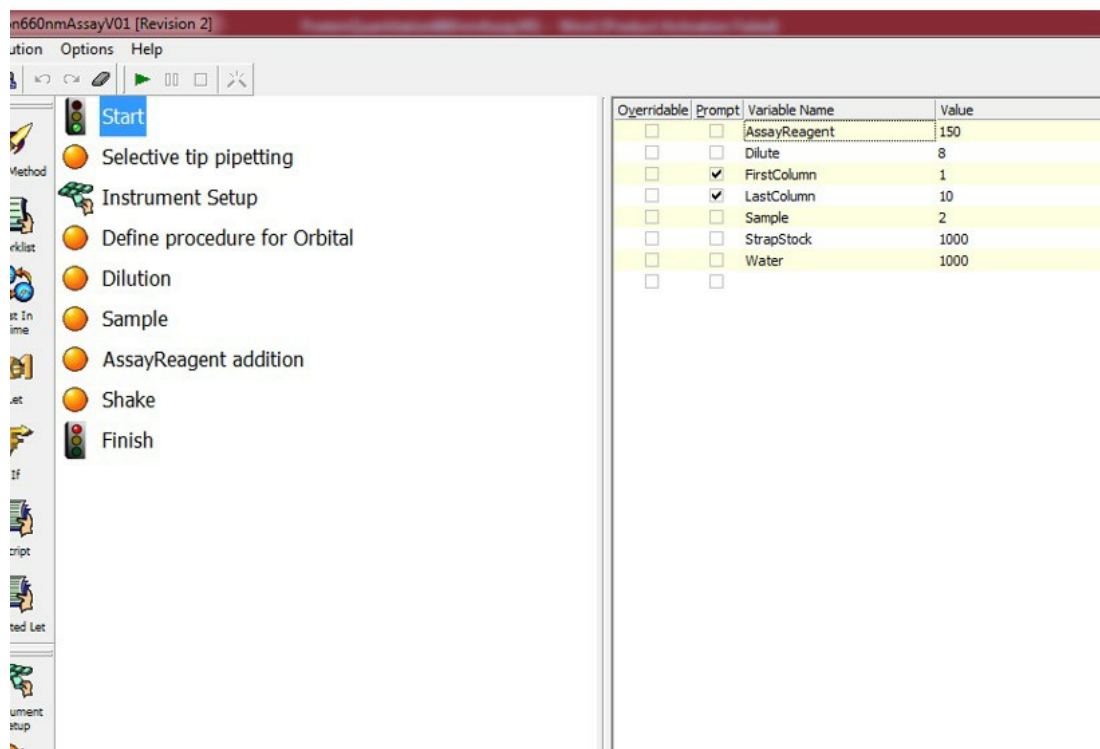 on660nmAssayV01 [Revision 2]
ution Options Help
Start
Selective tip pipetting
Instrument Setup
Define procedure for Orbital
Dilution
Sample
AssayReagent addition
Shake
Finish
Method
rklist
st In
ime
et
If
cript
ted Let
ument
etup
Overridable Prompt Variable Name Value
AssayReagent 150
Dilute 8
FirstColumn 1
LastColumn 10
Sample 2
StrapStock 1000
Water 1000